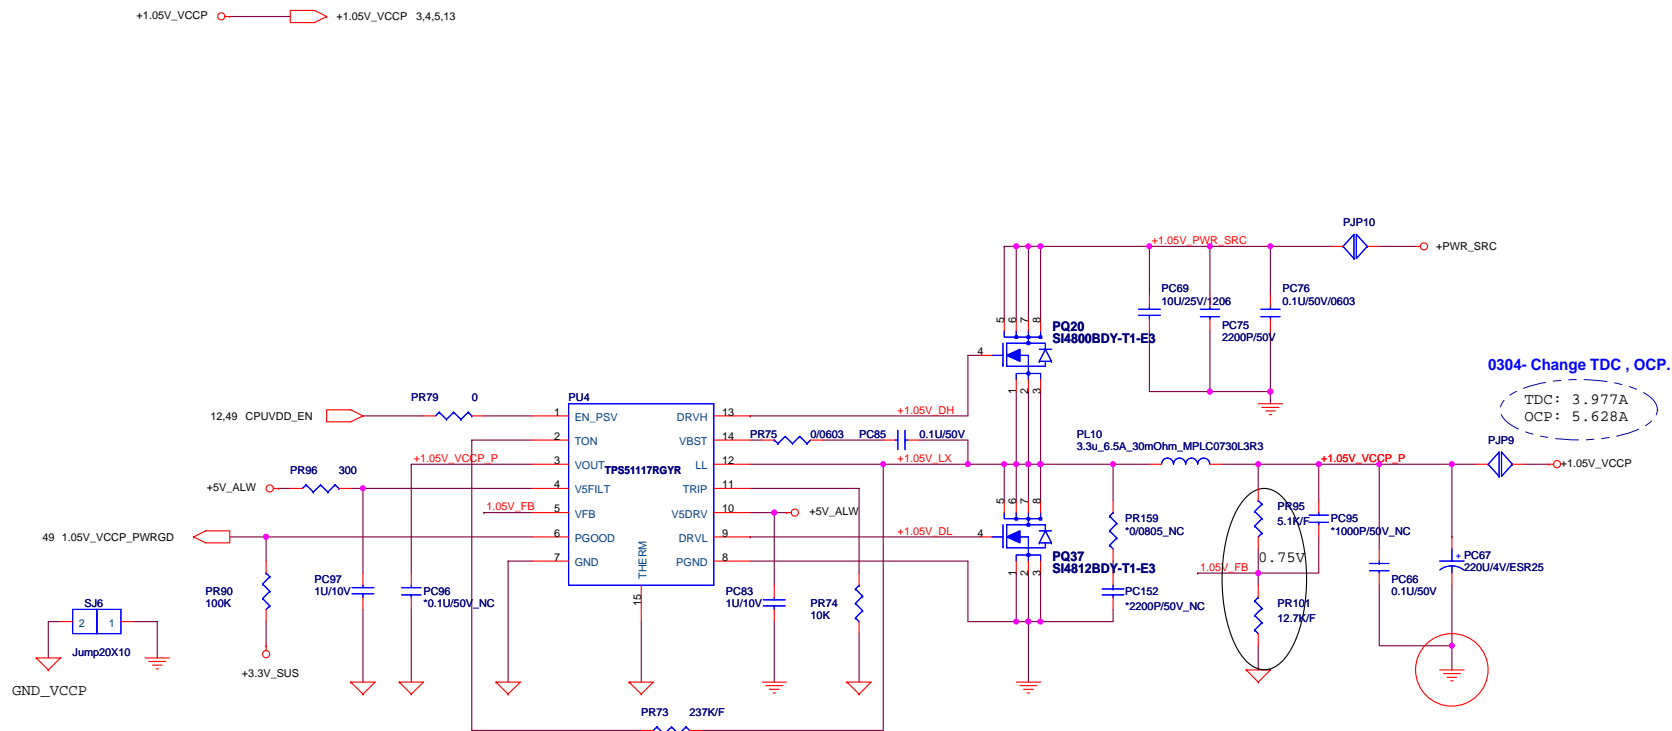 +1.05V_VCCP
+1.05V_VCCP 3,4,5,13
PJP10
+1.05V_PWR_SRC
+PWR_SRC
PC69
10U/25V/1206
PC76
0.1U/50V/0603
PC75
2200P/50V
5 6 7 8
PQ20
SI4800BDY-T1-E3
4
1 2 3
0304- Change TDC , OCP.
TDC: 3.977A
OCP: 5.628A
PR79 0
PU4
12,49 CPUVDD_EN
1 EN_PSV DRVH 13 +1.05V_DH
2 TON VBST 14
PR75 0/0603 PC85 0.1U/50V
+1.05V_VCCP_P 3 VOUT TPS51117RGYR LL 12 +1.05V_LX
PL10
3.3u_6.5A_30mOhm_MPLC0730L3R3
+1.05V_VCCP_P
PJP9
+1.05V_VCCP
PR96 300
+5V_ALW
4 V5FILT TRIP 11
1.05V_FB 5 VFB V5DRV 10 +5V_ALW
49 1.05V_VCCP_PWRGD
6 PGOOD DRVL 9 +1.05V_DL
7 GND THERM PGND 8
15
5 6 7 8
4
PQ37
SI4812BDY-T1-E3
1 2 3
PR159
*0/0805_NC
PC152
*2200P/50V_NC
PR95
5.1K/F
PC95
*1000P/50V_NC
0.75V
1.05V_FB
PR101
12.7K/F
PC66
0.1U/50V
+
PC67
220U/4V/ESR25
PR90
100K
PC97
1U/10V
PC96
*0.1U/50V_NC
PC83
1U/10V
PR74
10K
SJ6
2 1
Jump20X10
+3.3V_SUS
GND_VCCP
PR73 237K/F